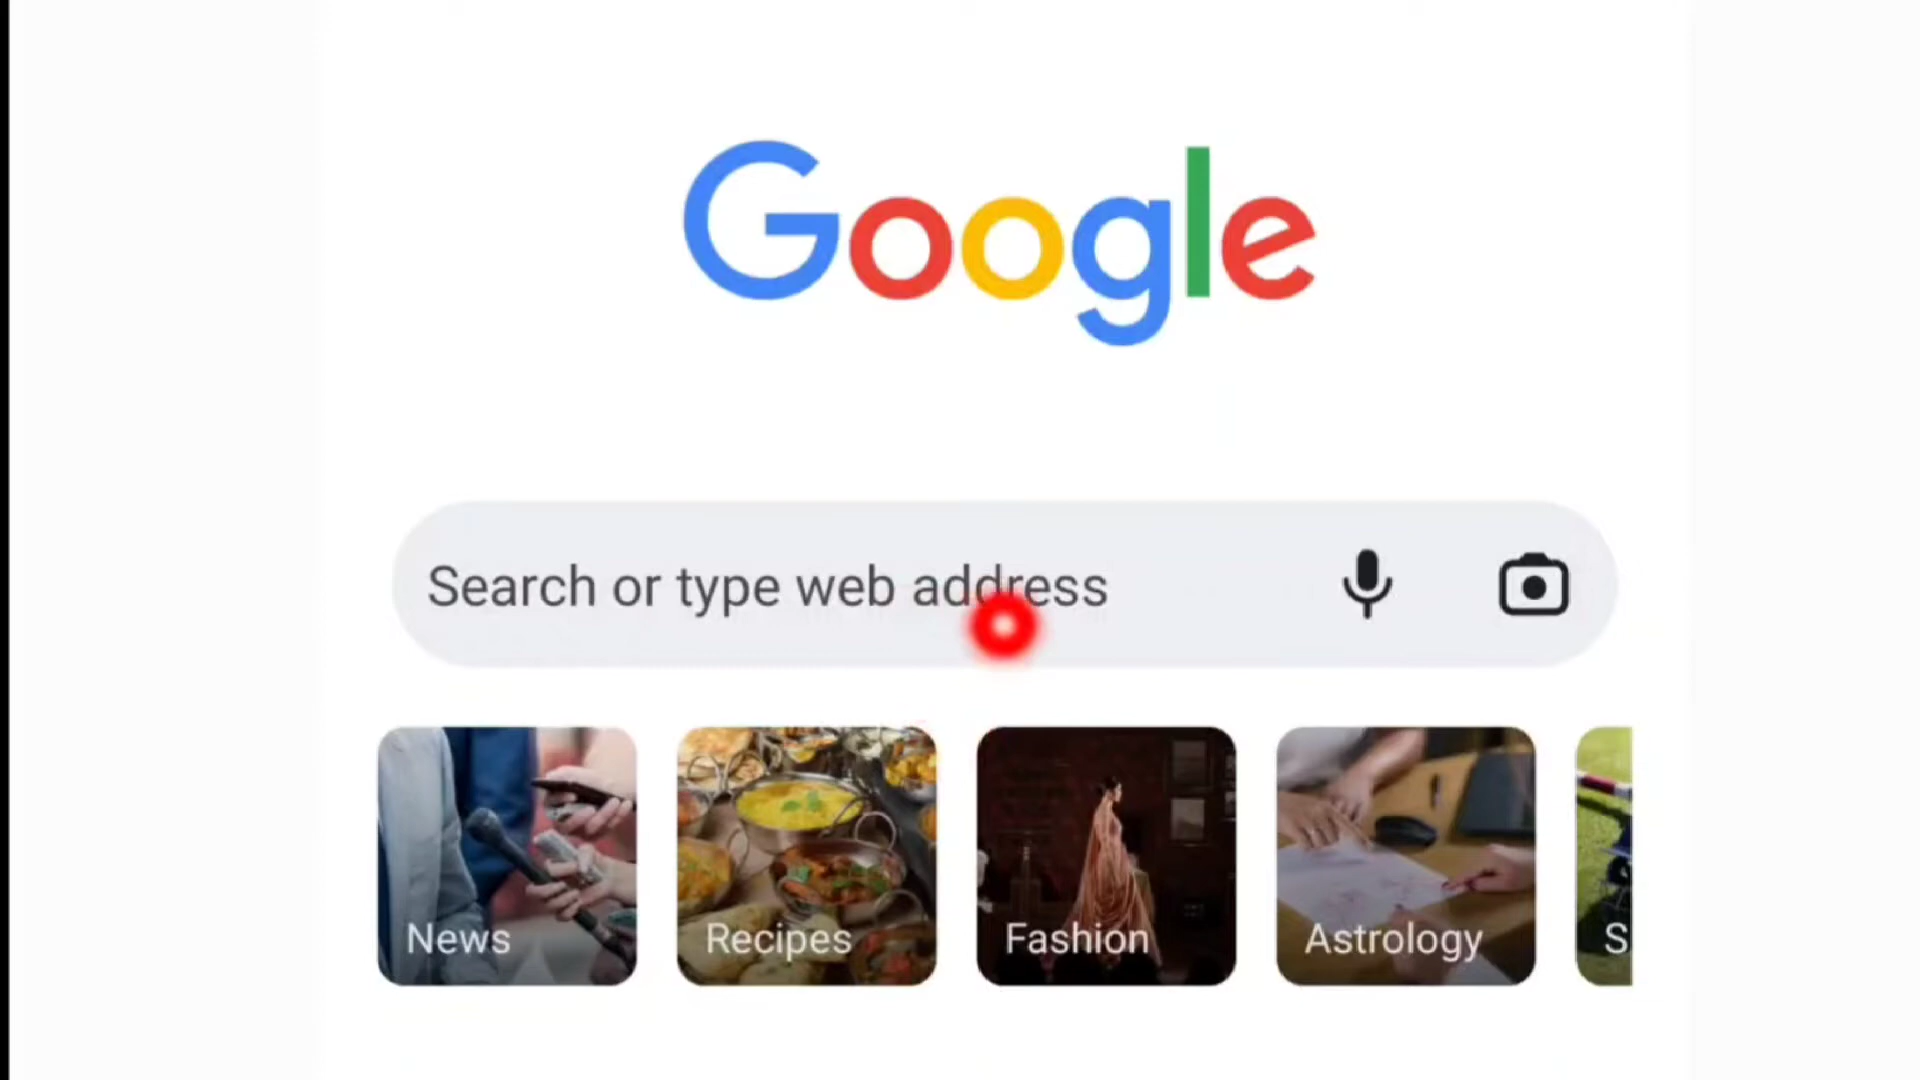 Google
Search or type web address
News
Recipes
Fashion
Astrology
S